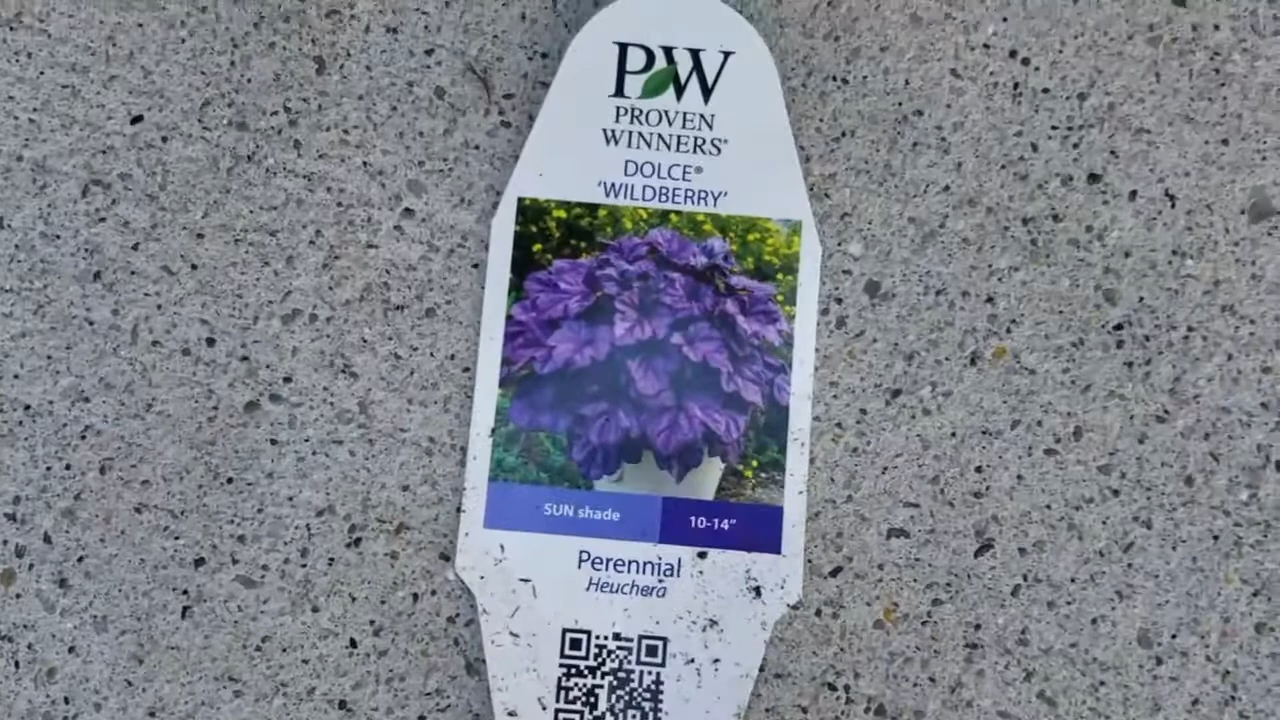 PW
PROVEN
WINNERS®
DOLCE®
'WILDBERRY'
SUN shade
10-14"
Perennial
Heuchera